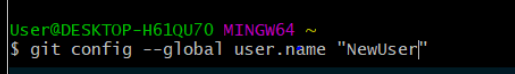 User@DESKTOP-H61QU70 MINGW64 ~
$ git config --global user.name "NewUser"